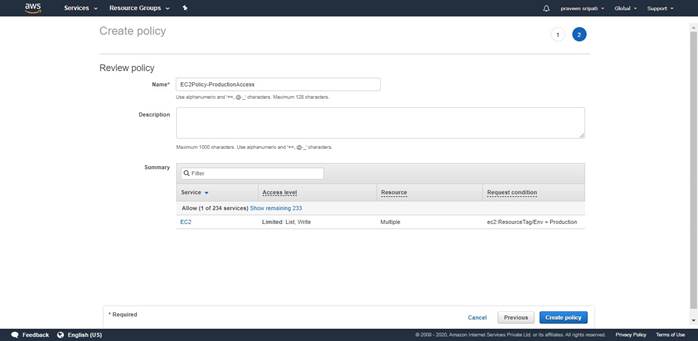 aws Services Resource Groups praveen sripati Global Support
Create policy 1 2
Review policy
Name* EC2Policy-ProductionAccess
Use alphanumeric and '+=,.@-_' characters. Maximum 128 characters.
Description
Maximum 1000 characters. Use alphanumeric and '+=,.@-_' characters.
Summary Filter
Service Access level Resource Request condition
Allow (1 of 234 services) Show remaining 233
EC2 Limited: List, Write Multiple ec2:ResourceTag/Env = Production
* Required Cancel Previous Create policy
Feedback English (US) © 2008 - 2020, Amazon Internet Services Private Ltd. or its affiliates. All rights reserved. Privacy Policy Terms of Use